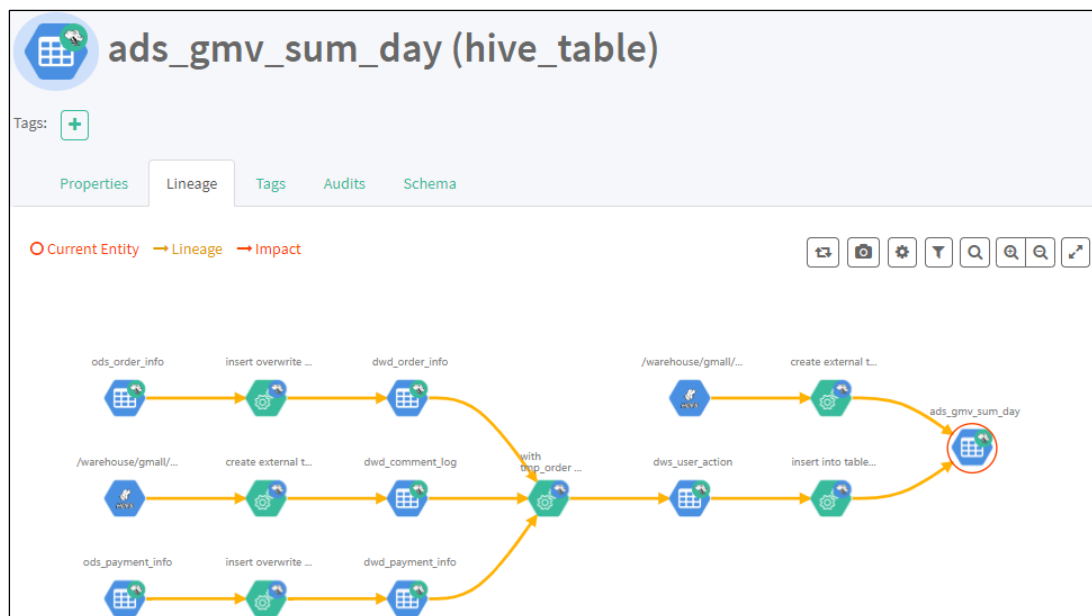 ads_gmv_sum_day (hive_table)
Tags:
Properties Lineage Tags Audits Schema
Current Entity Lineage Impact
ods_order_info insert overwrite ... dwd_order_info /warehouse/gmall/... create external t...
ads_gmv_sum_day
/warehouse/gmall/... create external t... dwd_comment_log with
tmp_order ... dws_user_action insert into table...
ods_payment_info insert overwrite ... dwd_payment_info